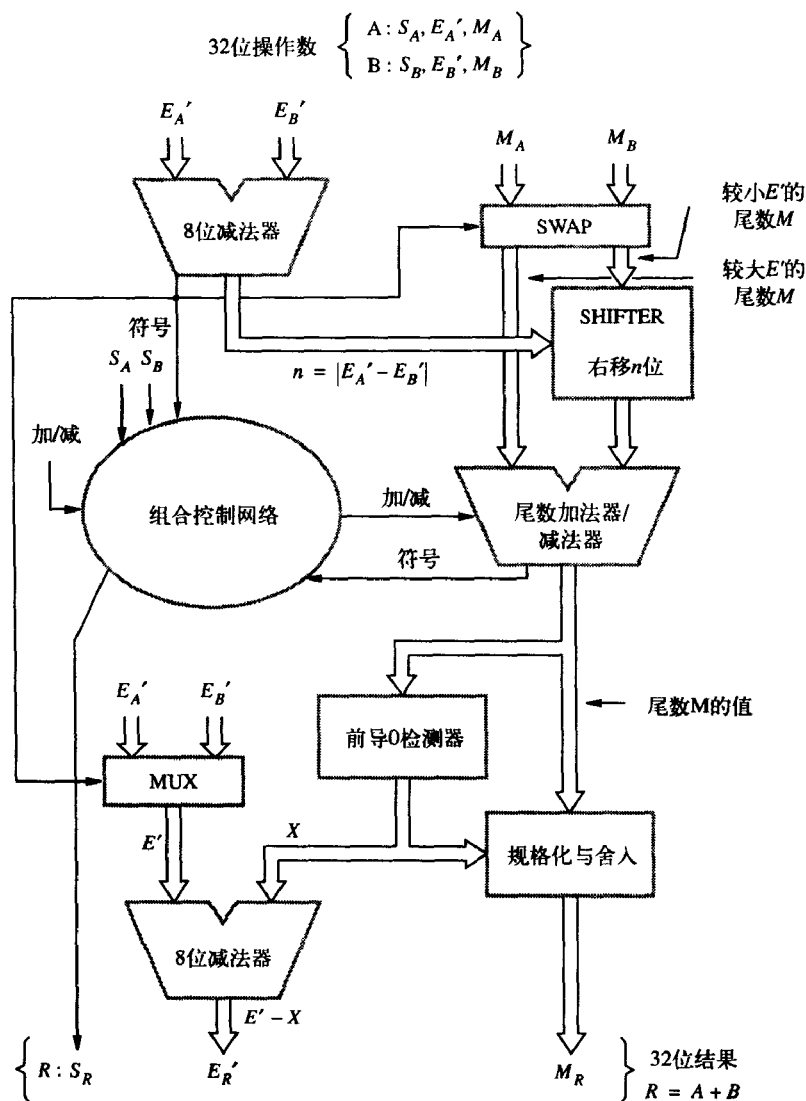 32位操作数
A : S_A, E_A′, M_A
B : S_B, E_B′, M_B
E_A′
E_B′
M_A
M_B
8位减法器
SWAP
较小E′的
尾数M
较大E′的
尾数M
符号
S_A S_B
n = |E_A′ − E_B′|
SHIFTER
右移n位
加/减
组合控制网络
加/减
尾数加法器/
减法器
符号
E_A′
E_B′
前导0检测器
尾数M的值
MUX
E′
X
规格化与舍入
8位减法器
E′ − X
R : S_R
E_R′
M_R
32位结果
R = A + B